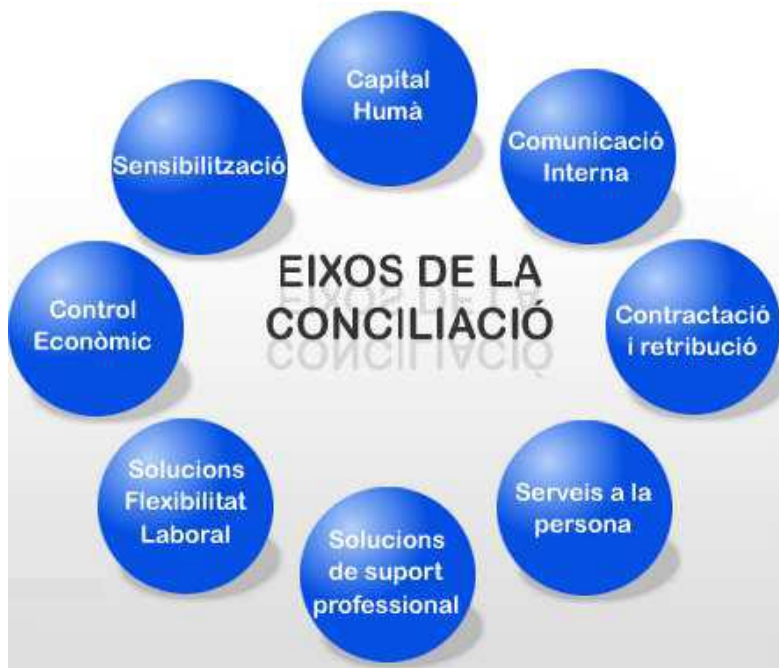 Capital
Humà
Comunicació
Interna
Sensibilització
EIXOS DE LA
CONCILIACIÓ
Contractació
i retribució
Control
Econòmic
Serveis a la
persona
Solucions
Flexibilitat
Laboral
Solucions
de suport
professional